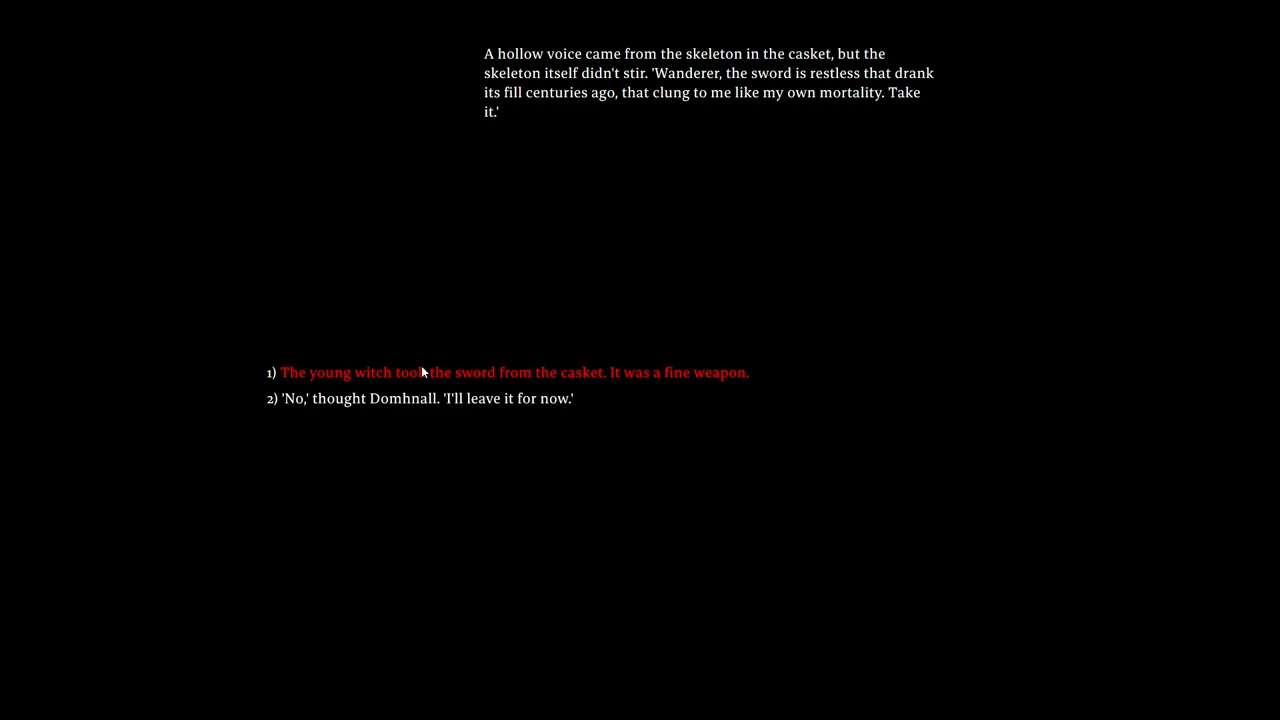 A hollow voice came from the skeleton in the casket, but the
skeleton itself didn't stir. 'Wanderer, the sword is restless that drank
its fill centuries ago, that clung to me like my own mortality. Take
it.'
1) The young witch took the sword from the casket. It was a fine weapon.
2) 'No,' thought Domhnall. 'I'll leave it for now.'